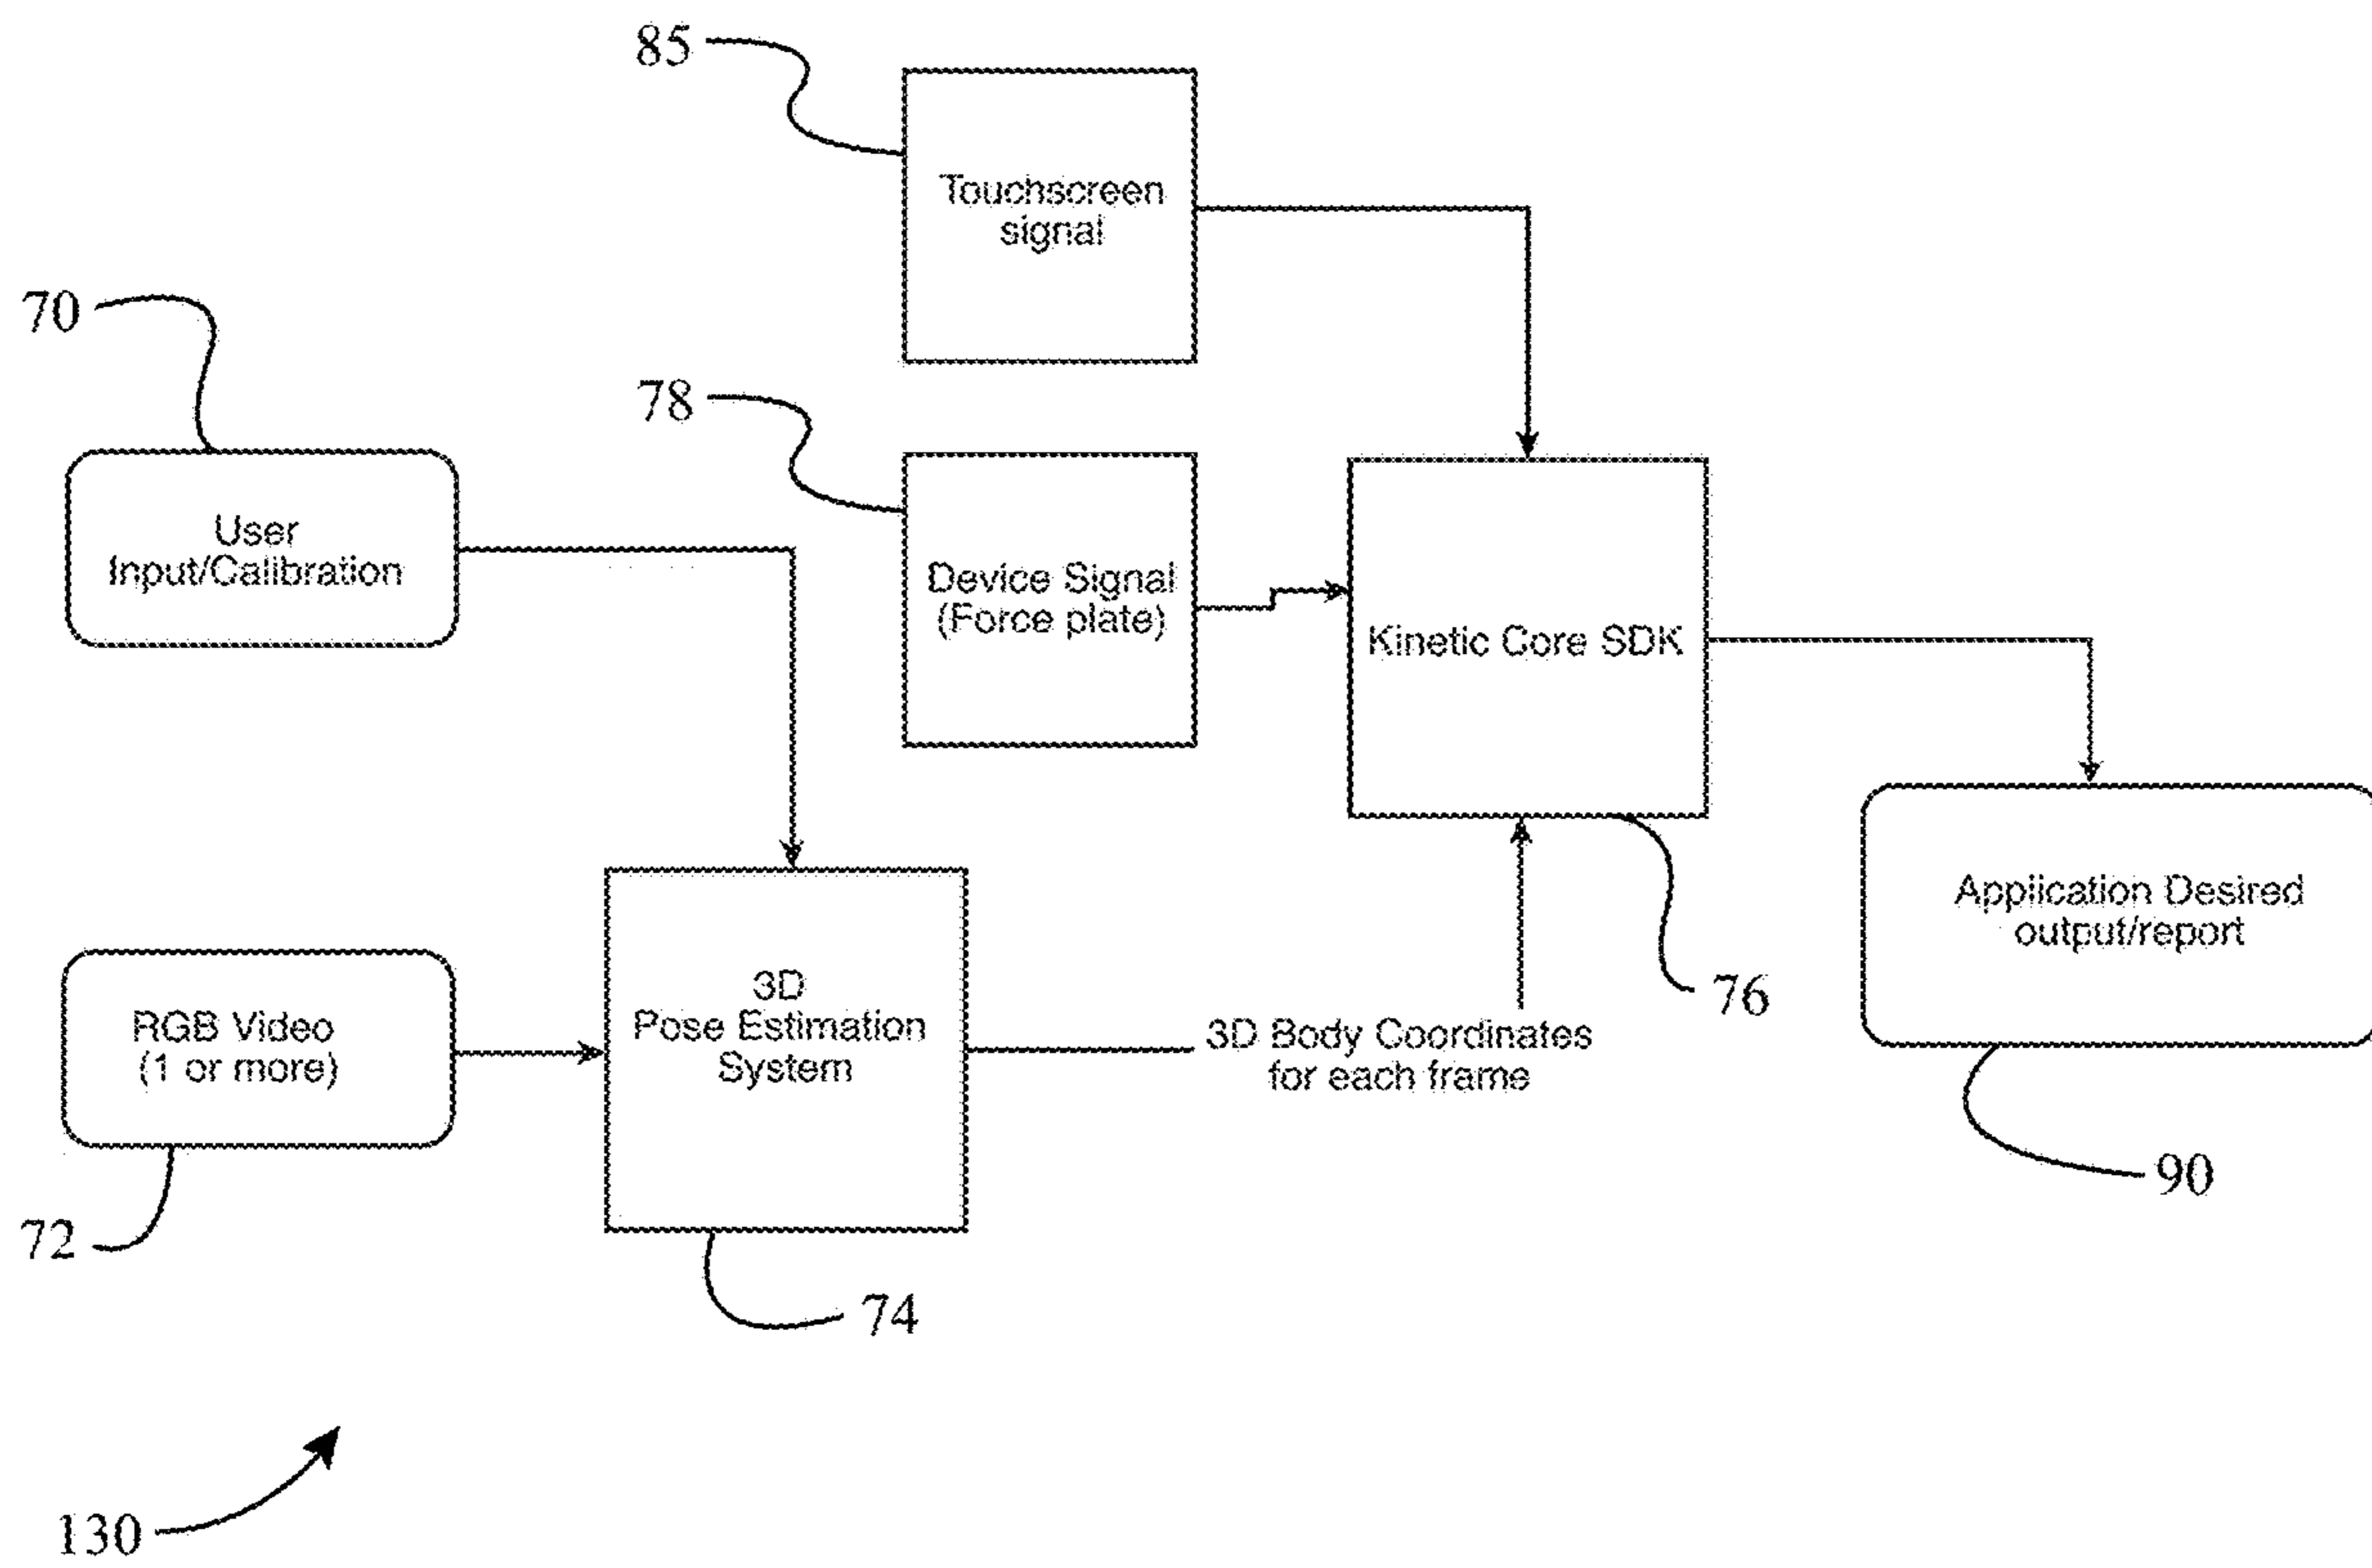 85
Touchscreen
signal
70
78
User
Input/Calibration
Device Signal
(Force plate)
Kinetic Core SDK
Application Desired
output/report
76
3D
Pose Estimation
System
RGB Video
(1 or more)
3D Body Coordinates
for each frame
90
72
74
130